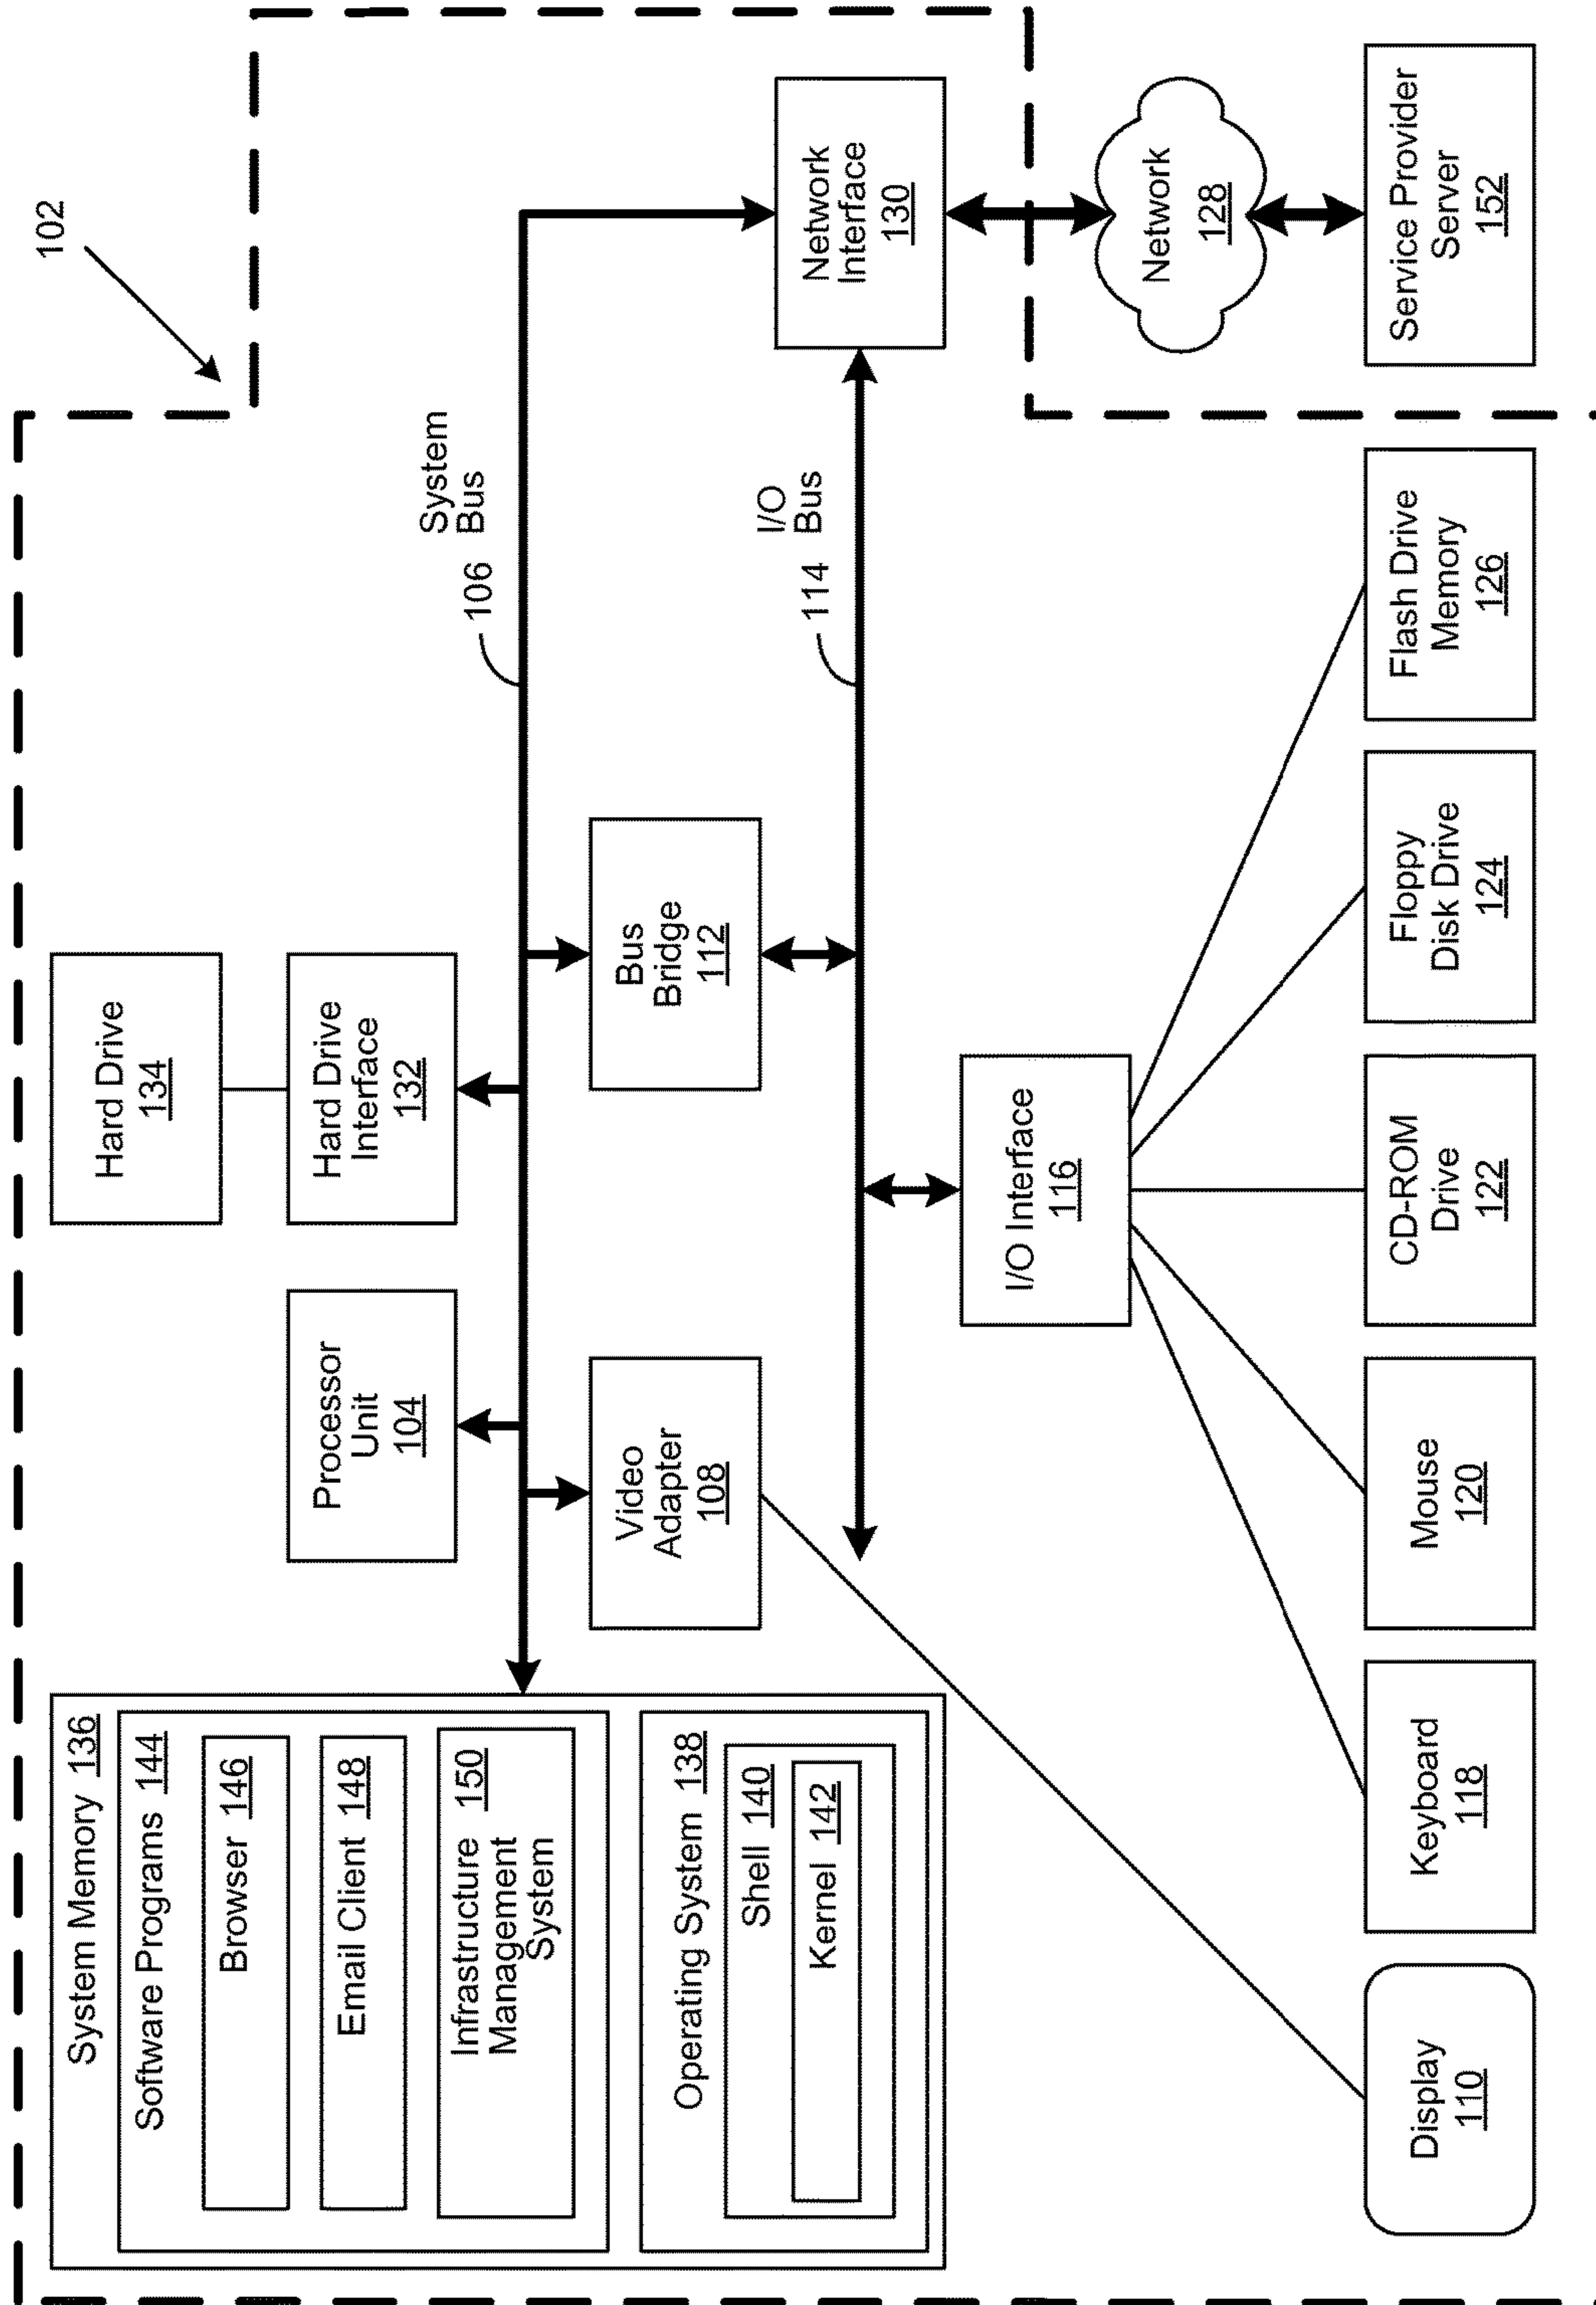 102
System Memory 136
Software Programs 144
Browser 146
Email Client 148
Infrastructure 150
Management
System
Operating System 138
Shell 140
Kernel 142
Hard Drive
134
Processor
Unit
104
Hard Drive
Interface
132
System
Bus
106
Video
Adapter
108
Bus
Bridge
112
I/O
Bus
114
Network
Interface
130
I/O Interface
116
Network
128
Display
110
Keyboard
118
Mouse
120
CD-ROM
Drive
122
Floppy
Disk Drive
124
Flash Drive
Memory
126
Service Provider
Server
152